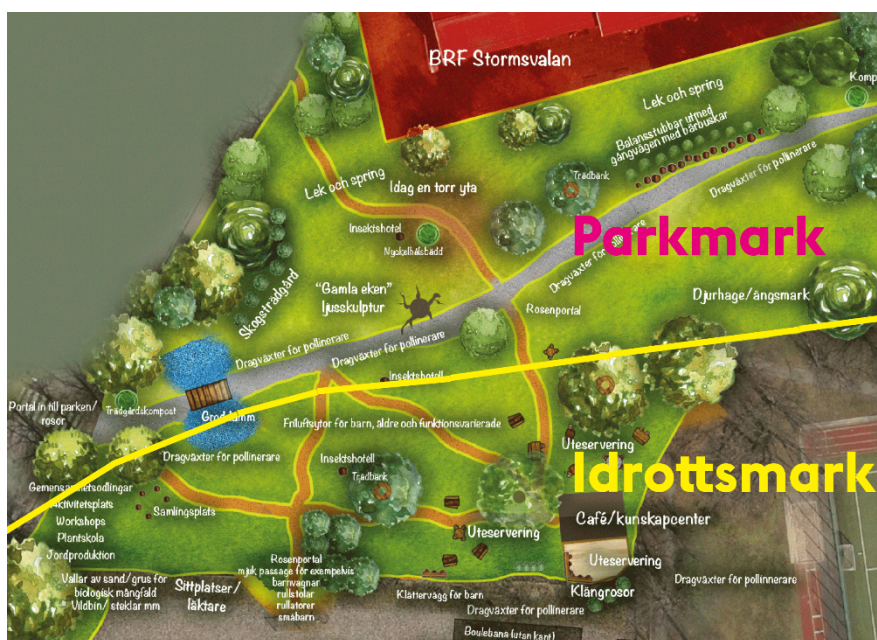 BRF Stormsvalan
Lek och spring
Komp
Balansstubbar utmed
gångvägen med bärbuskar
Dragväxter för pollinerare
Lek och spring
Idag en torr yta
Trädbänk
Insektshotel
Nyckelhålsbädd
Parkmark
Dragväxter för pollinerare
"Gamla eken"
ljusskulptur
Djurhage/ängsmark
Skogsträdgård
Rosenportal
Dragväxter för pollinerare
Dragväxter för pollinerare
Insektshotell
Portal in till parken/
rosor
Trädgårdskompost
Friluftsytor för barn, äldre och funktionsvarierade
Uteservering
Dragväxter för pollinerare
Insektshotell
Trädbänk
Idrottsmark
Gemensamhetsodlingar
Aktivitetsplats
Workshops
Plantskola
Jordproduktion
Samlingsplats
Uteservering
Café/kunskapcenter
Uteservering
Vallar av sand/grus för
biologisk mångfald
Vildbin/ steklar mm
Sittplatser/
läktare
Rosenportal
mjuk passage för exempelvis
barnvagnar
rullstolar
rullatorer
småbarn
Klättervägg för barn
Klängrosor
Dragväxter för pollinnerare
Dragväxter för pollinerare
Boulebana (utan kant)